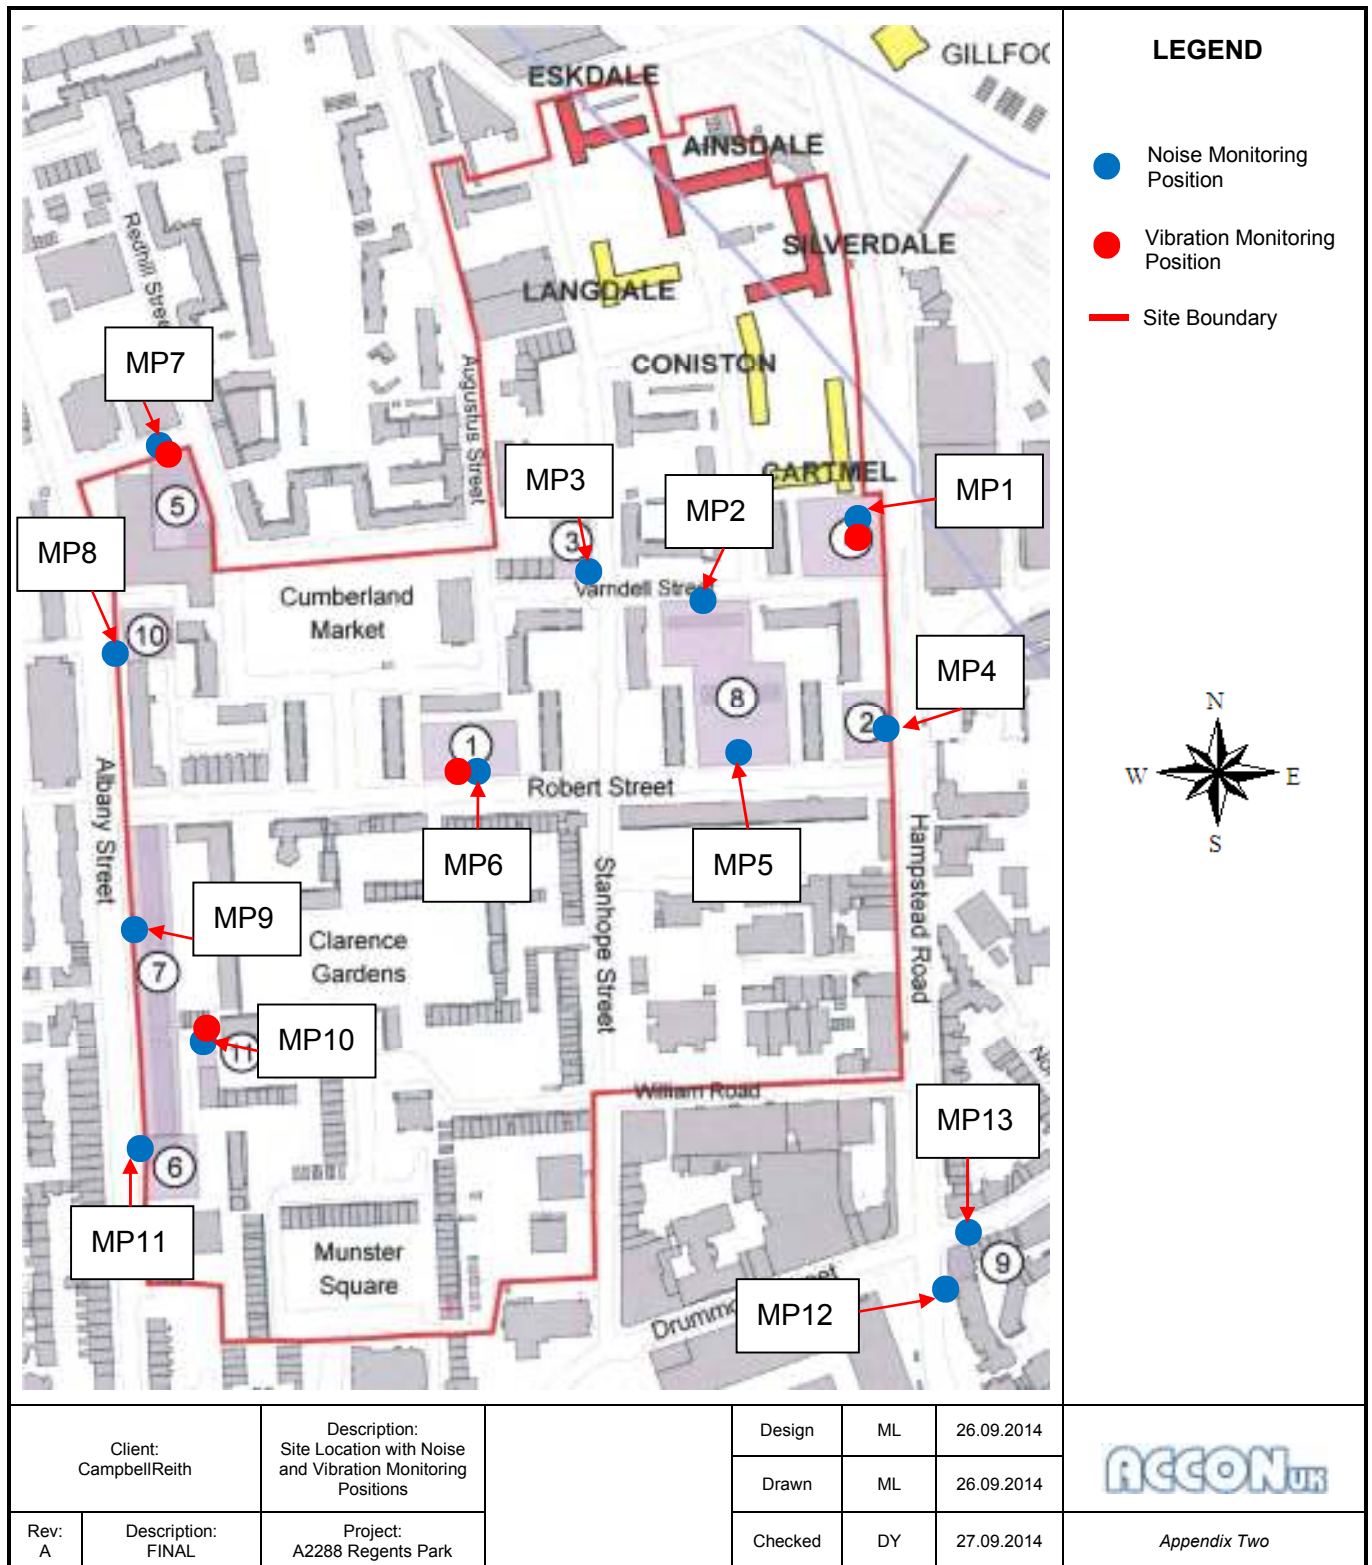 ESKDALE
GILLFOO
AINSDALE
SILVERDALE
LANGDALE
CONISTON
CARTMEL
Redhill Street
Augustus Street
MP7
MP3
MP2
MP1
5
3
MP8
Varndell Street
Cumberland
Market
10
MP4
8
2
1
Robert Street
Albany Street
MP6
MP5
Hampstead Road
Stanhope Street
MP9
Clarence
Gardens
7
MP10
11
William Road
MP13
6
MP11
Munster
Square
9
MP12
LEGEND
Noise Monitoring
Position
Vibration Monitoring
Position
Site Boundary
N
W
E
S
Client:
CampbellReith
Description:
Site Location with Noise
and Vibration Monitoring
Positions
Design
ML
26.09.2014
Drawn
ML
26.09.2014
ACCON UK
Rev:
A
Description:
FINAL
Project:
A2288 Regents Park
Checked
DY
27.09.2014
Appendix Two